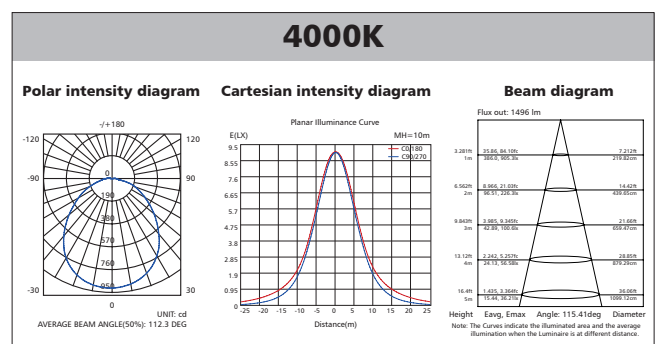 4000K
Polar intensity diagram
Cartesian intensity diagram
Beam diagram
-/+180
-120
120
-90
90
0
190
380
570
760
950
-30
30
0
UNIT: cd
AVERAGE BEAM ANGLE(50%): 112.3 DEG
Planar Illuminance Curve
E(LX)
MH=10m
C0/180
C90/270
9.5
8.55
7.6
6.65
5.7
4.75
3.8
2.85
1.9
0.95
0
-25 -20 -15 -10 -5 0 5 10 15 20 25
Distance(m)
Flux out: 1496 lm
3.281ft 35.86, 84.10fc 7.212ft
1m 386.0, 905.3lx 219.82cm
6.562ft 8.966, 21.03fc 14.42ft
2m 96.51, 226.3lx 439.65cm
9.843ft 3.985, 9.345fc 21.66ft
3m 42.89, 100.6lx 659.47cm
13.12ft 2.242, 5.257fc 28.85ft
4m 24.13, 56.58lx 879.29cm
16.4ft 1.435, 3.364fc 36.06ft
5m 15.44, 36.21lx 1099.12cm
Height Eavg, Emax Angle: 115.41deg Diameter
Note: The Curves indicate the illuminated area and the average
illumination when the Luminaire is at different distance.